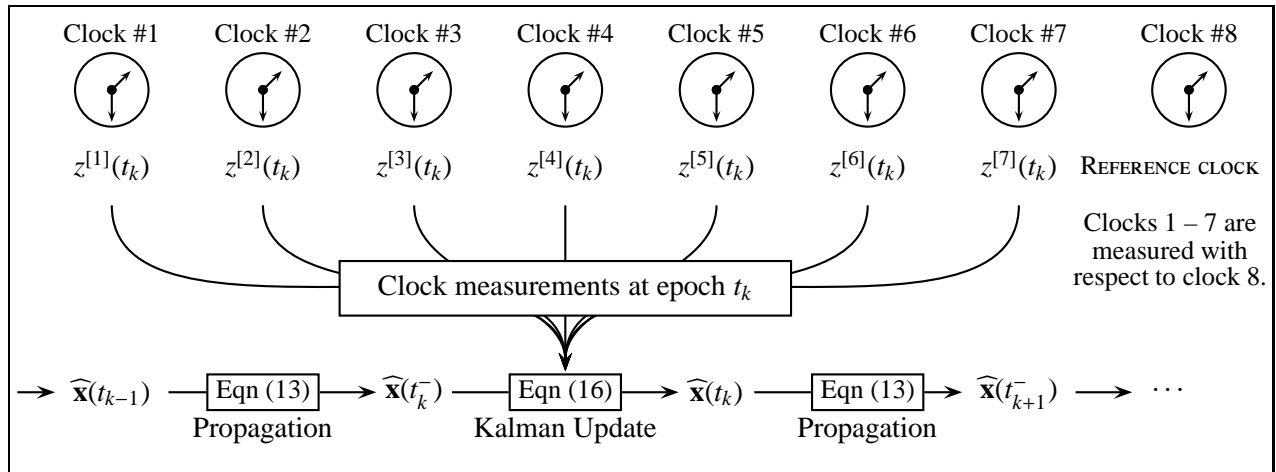 Clock #1 Clock #2 Clock #3 Clock #4 Clock #5 Clock #6 Clock #7 Clock #8
z^[1](t_k) z^[2](t_k) z^[3](t_k) z^[4](t_k) z^[5](t_k) z^[6](t_k) z^[7](t_k) REFERENCE CLOCK
Clocks 1 – 7 are
measured with
respect to clock 8.
Clock measurements at epoch t_k
x̂(t_{k−1}) Eqn (13) x̂(t_k^−) Eqn (16) x̂(t_k) Eqn (13) x̂(t_{k+1}^−) ···
Propagation Kalman Update Propagation